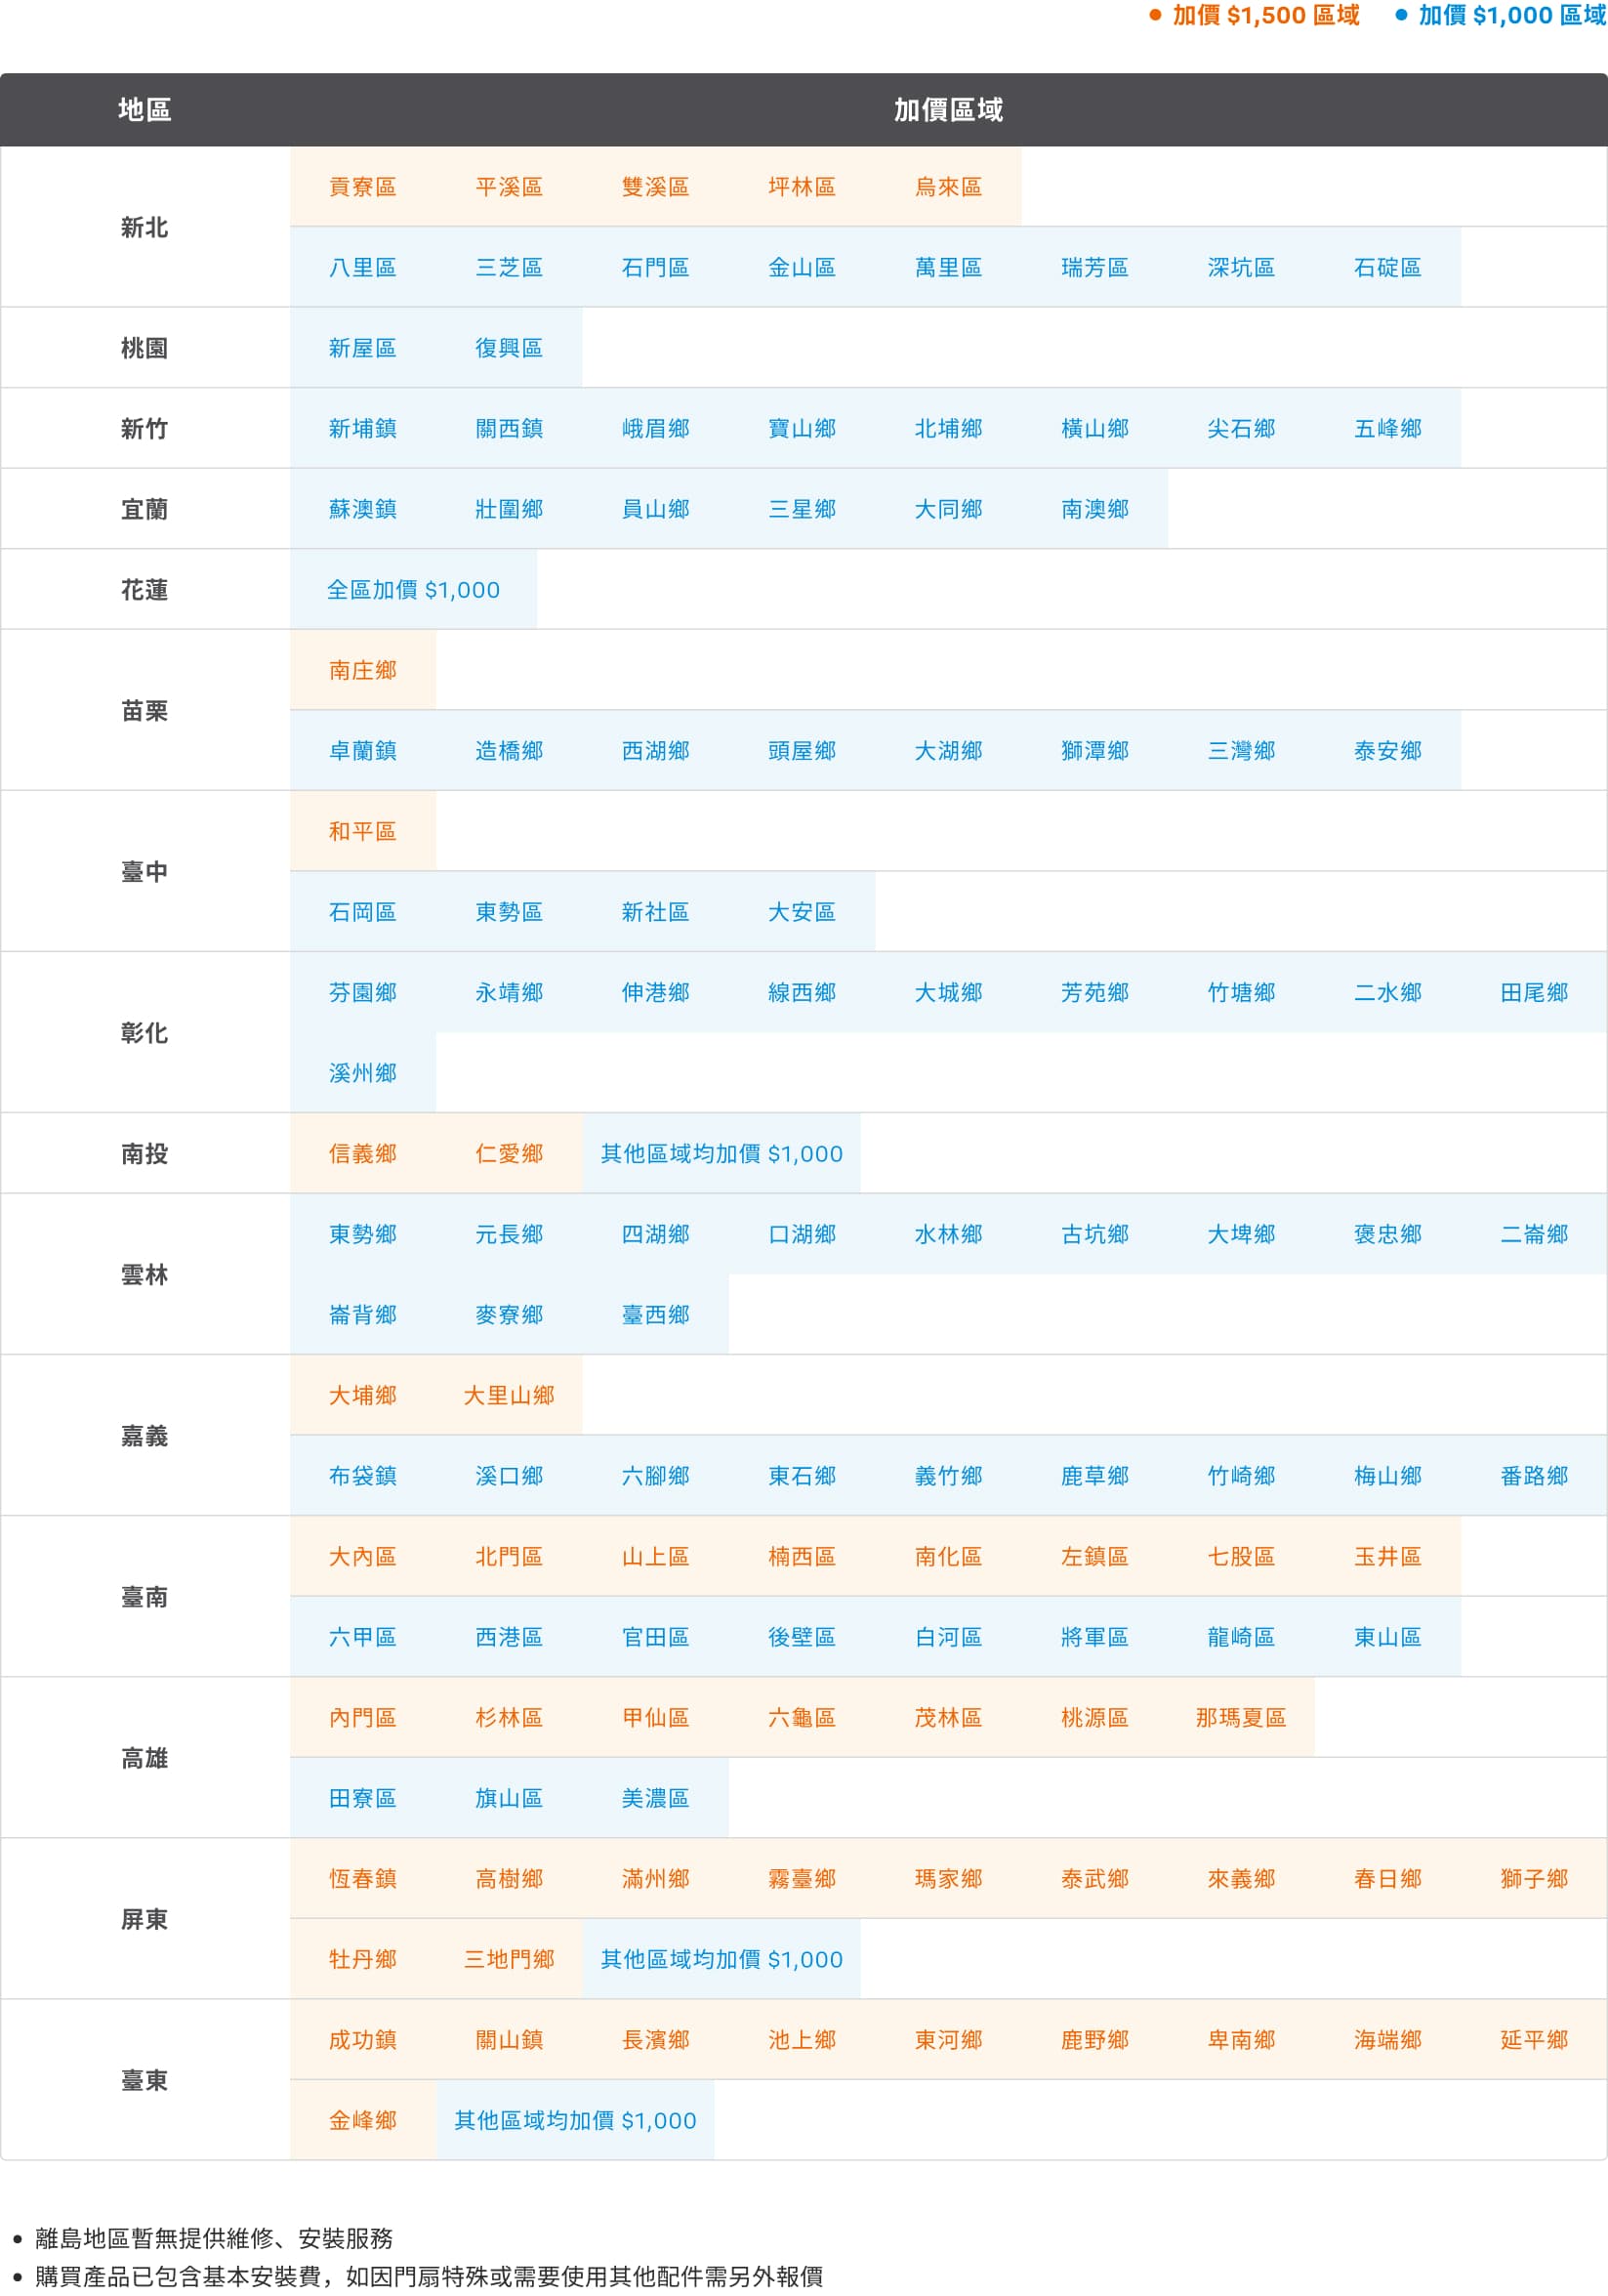 加價 $1,500 區域 加價 $1,000 區域
地區 加價區域
新北
貢寮區 平溪區 雙溪區 坪林區 烏來區
八里區 三芝區 石門區 金山區 萬里區 瑞芳區 深坑區 石碇區
桃園 新屋區 復興區
新竹 新埔鎮 關西鎮 峨眉鄉 寶山鄉 北埔鄉 橫山鄉 尖石鄉 五峰鄉
宜蘭 蘇澳鎮 壯圍鄉 員山鄉 三星鄉 大同鄉 南澳鄉
花蓮 全區加價 $1,000
苗栗
南庄鄉
卓蘭鎮 造橋鄉 西湖鄉 頭屋鄉 大湖鄉 獅潭鄉 三灣鄉 泰安鄉
臺中
和平區
石岡區 東勢區 新社區 大安區
彰化
芬園鄉 永靖鄉 伸港鄉 線西鄉 大城鄉 芳苑鄉 竹塘鄉 二水鄉 田尾鄉
溪州鄉
南投 信義鄉 仁愛鄉 其他區域均加價 $1,000
雲林
東勢鄉 元長鄉 四湖鄉 口湖鄉 水林鄉 古坑鄉 大埤鄉 褒忠鄉 二崙鄉
崙背鄉 麥寮鄉 臺西鄉
嘉義
大埔鄉 大里山鄉
布袋鎮 溪口鄉 六腳鄉 東石鄉 義竹鄉 鹿草鄉 竹崎鄉 梅山鄉 番路鄉
臺南
大內區 北門區 山上區 楠西區 南化區 左鎮區 七股區 玉井區
六甲區 西港區 官田區 後壁區 白河區 將軍區 龍崎區 東山區
高雄
內門區 杉林區 甲仙區 六龜區 茂林區 桃源區 那瑪夏區
田寮區 旗山區 美濃區
屏東
恆春鎮 高樹鄉 滿州鄉 霧臺鄉 瑪家鄉 泰武鄉 來義鄉 春日鄉 獅子鄉
牡丹鄉 三地門鄉 其他區域均加價 $1,000
臺東
成功鎮 關山鎮 長濱鄉 池上鄉 東河鄉 鹿野鄉 卑南鄉 海端鄉 延平鄉
金峰鄉 其他區域均加價 $1,000
離島地區暫無提供維修、安裝服務
購買產品已包含基本安裝費，如因門扇特殊或需要使用其他配件需另外報價